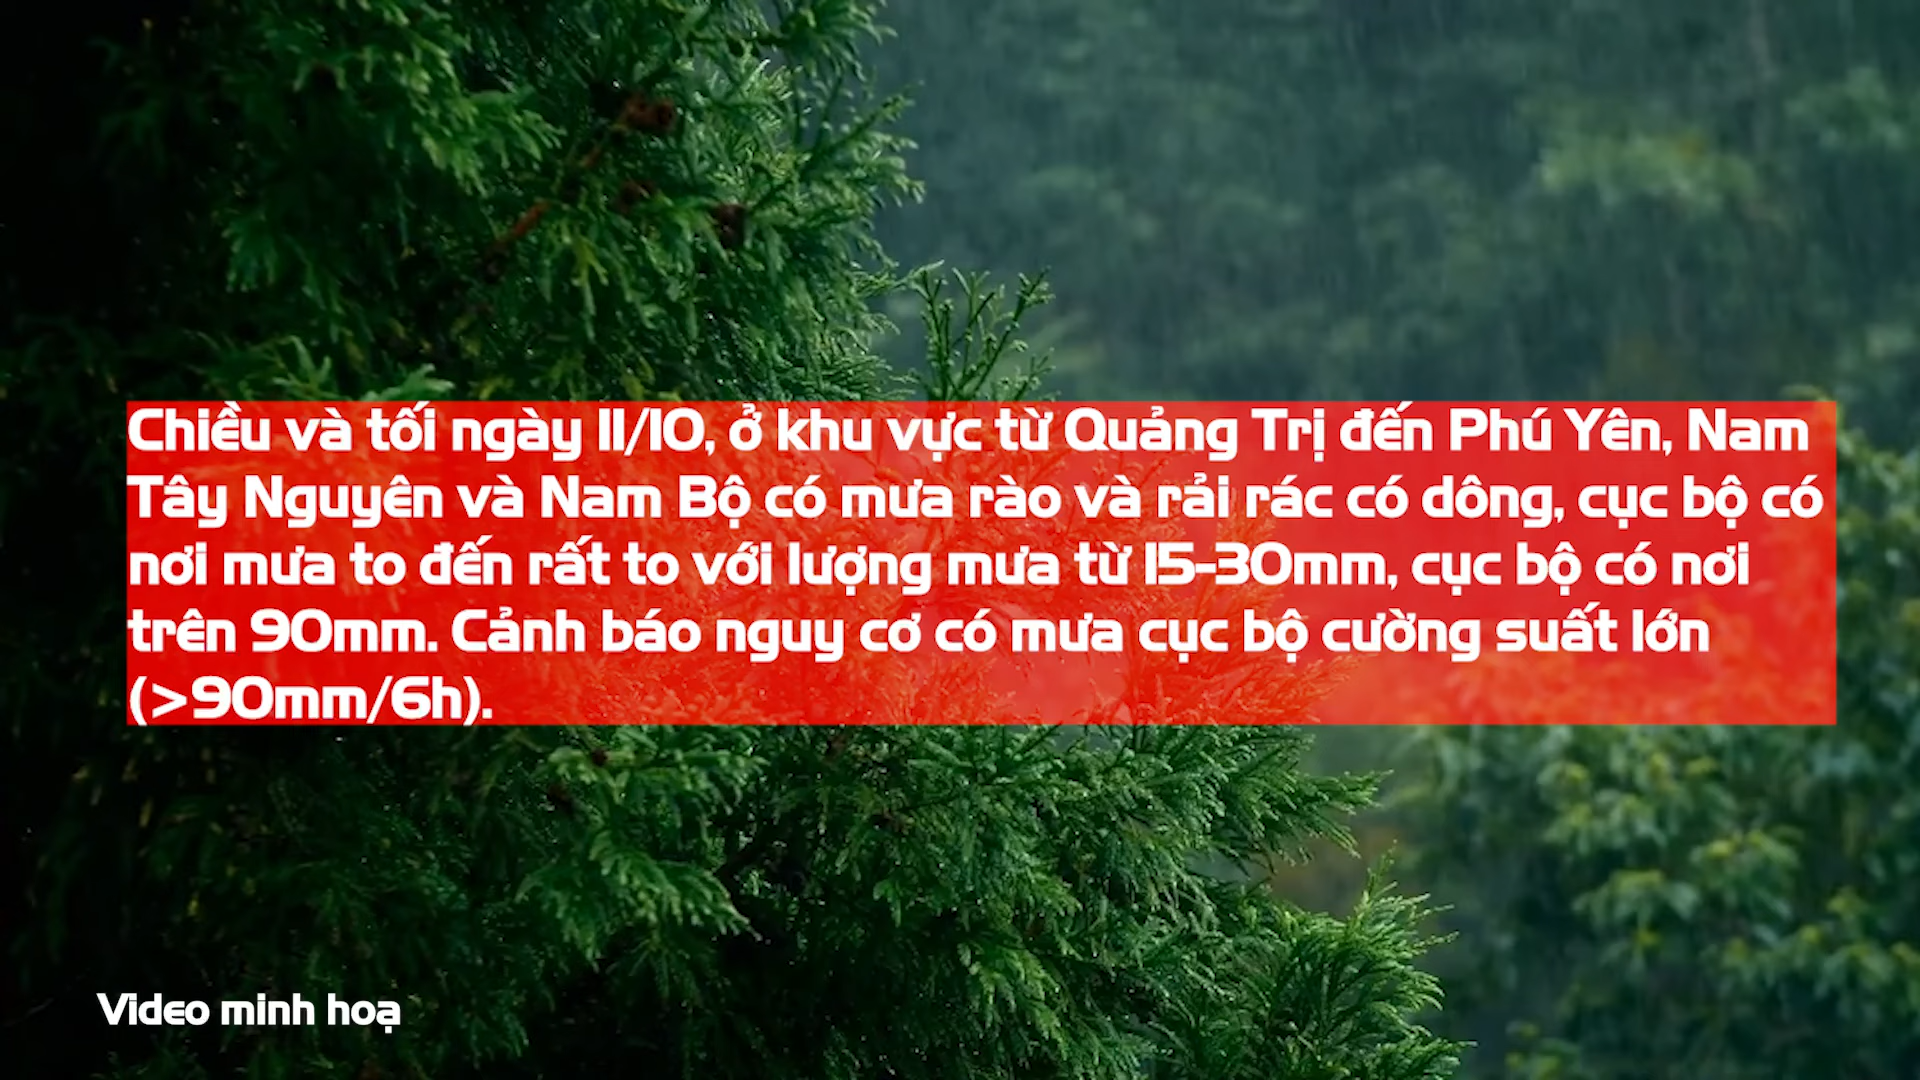 Chiều và tối ngày 11/10, ở khu vực từ Quảng Trị đến Phú Yên, Nam
Tây Nguyên và Nam Bộ có mưa rào và rải rác có dông, cục bộ có
nơi mưa to đến rất to với lượng mưa từ 15-30mm, cục bộ có nơi
trên 90mm. Cảnh báo nguy cơ có mưa cục bộ cường suất lớn
(>90mm/6h).
Video minh hoạ